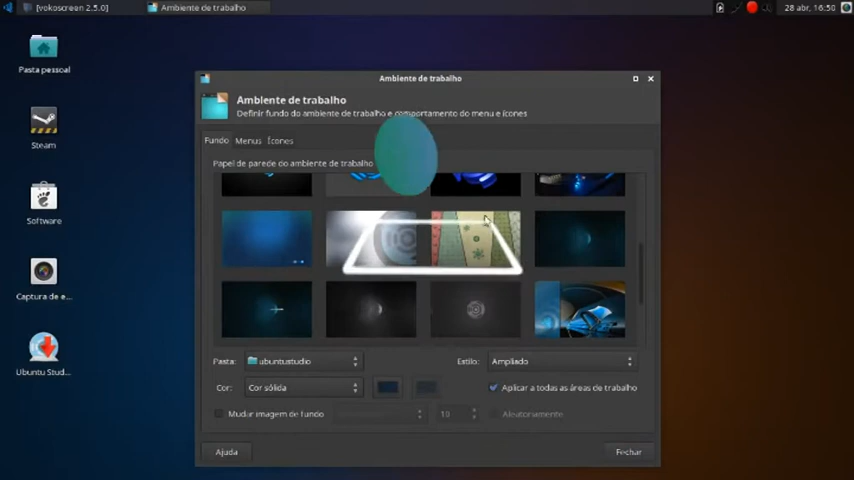 [vokoscreen 2.5.0]
Ambiente de trabalho
28 abr, 16:50
Pasta pessoal
Steam
Software
Captura de e...
Ubuntu Stud...
Ambiente de trabalho
Ambiente de trabalho
Definir fundo do ambiente de trabalho e comportamento do menu e ícones
Fundo Menus Ícones
Papel de parede do ambiente de trabalho
Pasta: ubuntustudio Estilo: Ampliado
Cor: Cor sólida Aplicar a todas as áreas de trabalho
Mudar imagem de fundo 10 Aleatoriamente
Ajuda Fechar